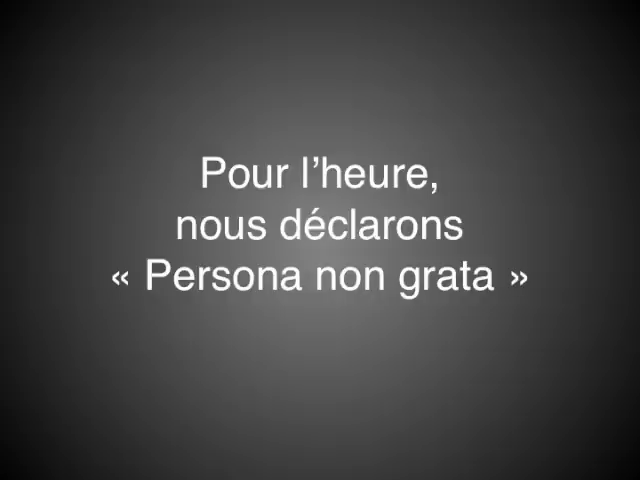 Pour l’heure,
nous déclarons
« Persona non grata »